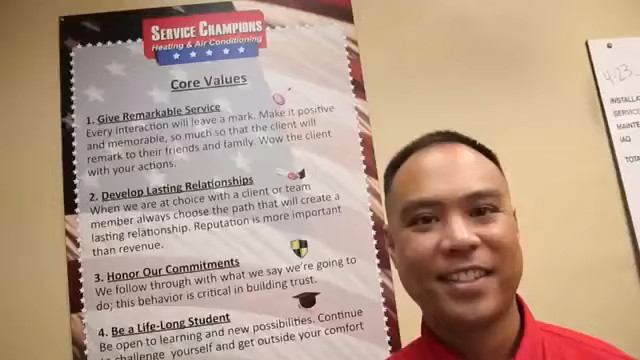 SERVICE CHAMPIONS
Heating & Air Conditioning
Core Values
1. Give Remarkable Service
Every interaction will leave a mark. Make it positive
and memorable, so much so that the client will
remark to their friends and family. Wow the client
with your actions.
2. Develop Lasting Relationships
When we are at choice with a client or team
member always choose the path that will create a
lasting relationship. Reputation is more important
than revenue.
3. Honor Our Commitments
We follow through with what we say we're going to
do; this behavior is critical in building trust.
4. Be a Life-Long Student
Be open to learning and new possibilities. Continue
to challenge yourself and get outside your comfort
4-23
INSTALLA
SERVICE
MAINTE
IAQ
TOTA